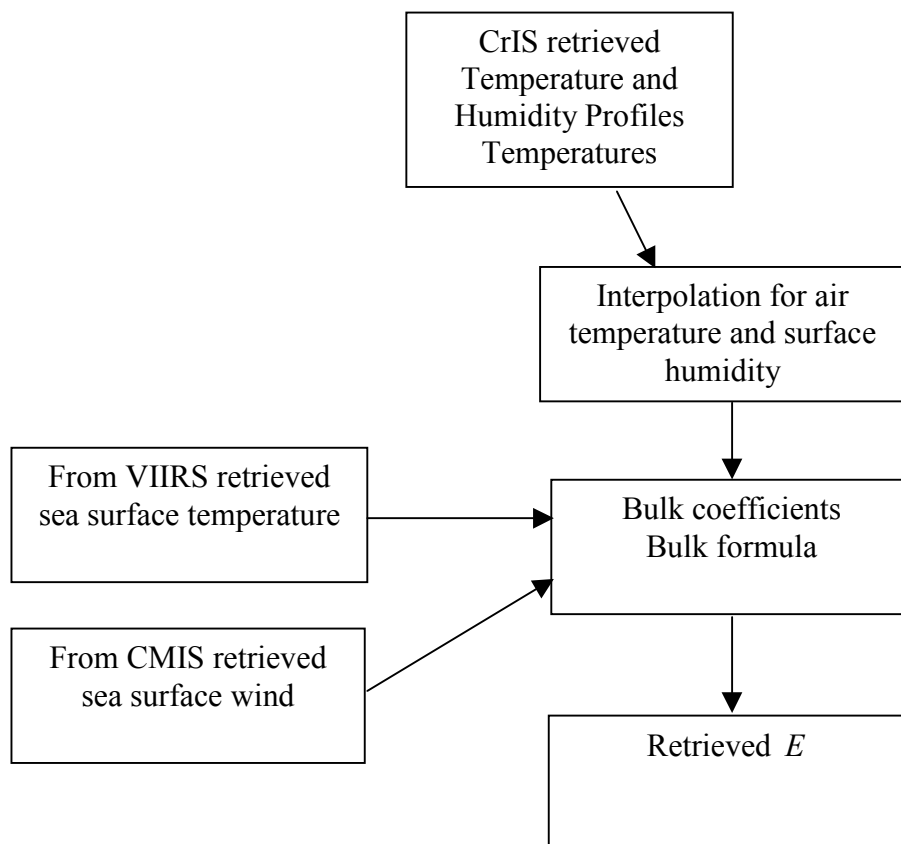 CrIS retrieved
Temperature and
Humidity Profiles
Temperatures
Interpolation for air
temperature and surface
humidity
From VIIRS retrieved
sea surface temperature
Bulk coefficients
Bulk formula
From CMIS retrieved
sea surface wind
Retrieved E